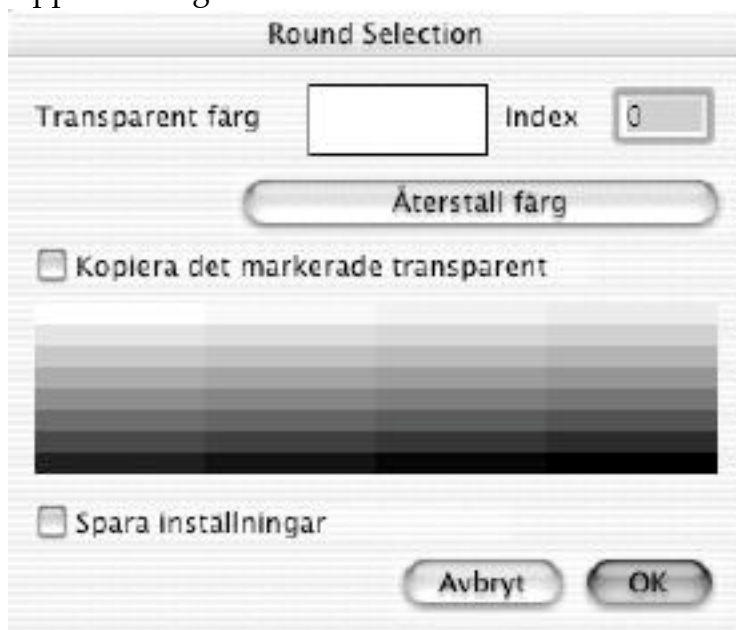 Round Selection
Transparent färg Index 0
Återställ färg
Kopiera det markerade transparent
Spara inställningar
Avbryt OK